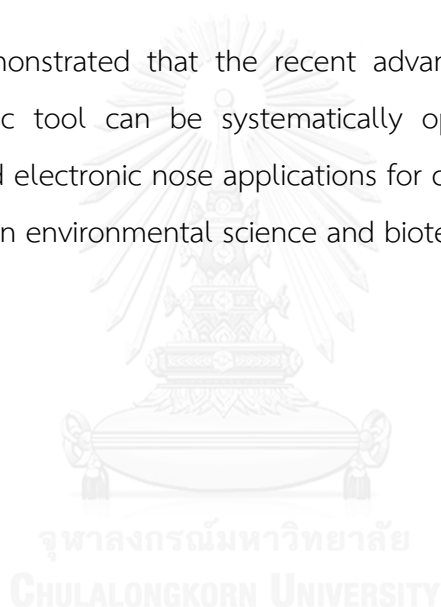 monstrated that the recent advan
ic tool can be systematically op
d electronic nose applications for c
n environmental science and biote
จุฬาลงกรณ์มหาวิทยาลัย
CHULALONGKORN UNIVERSITY